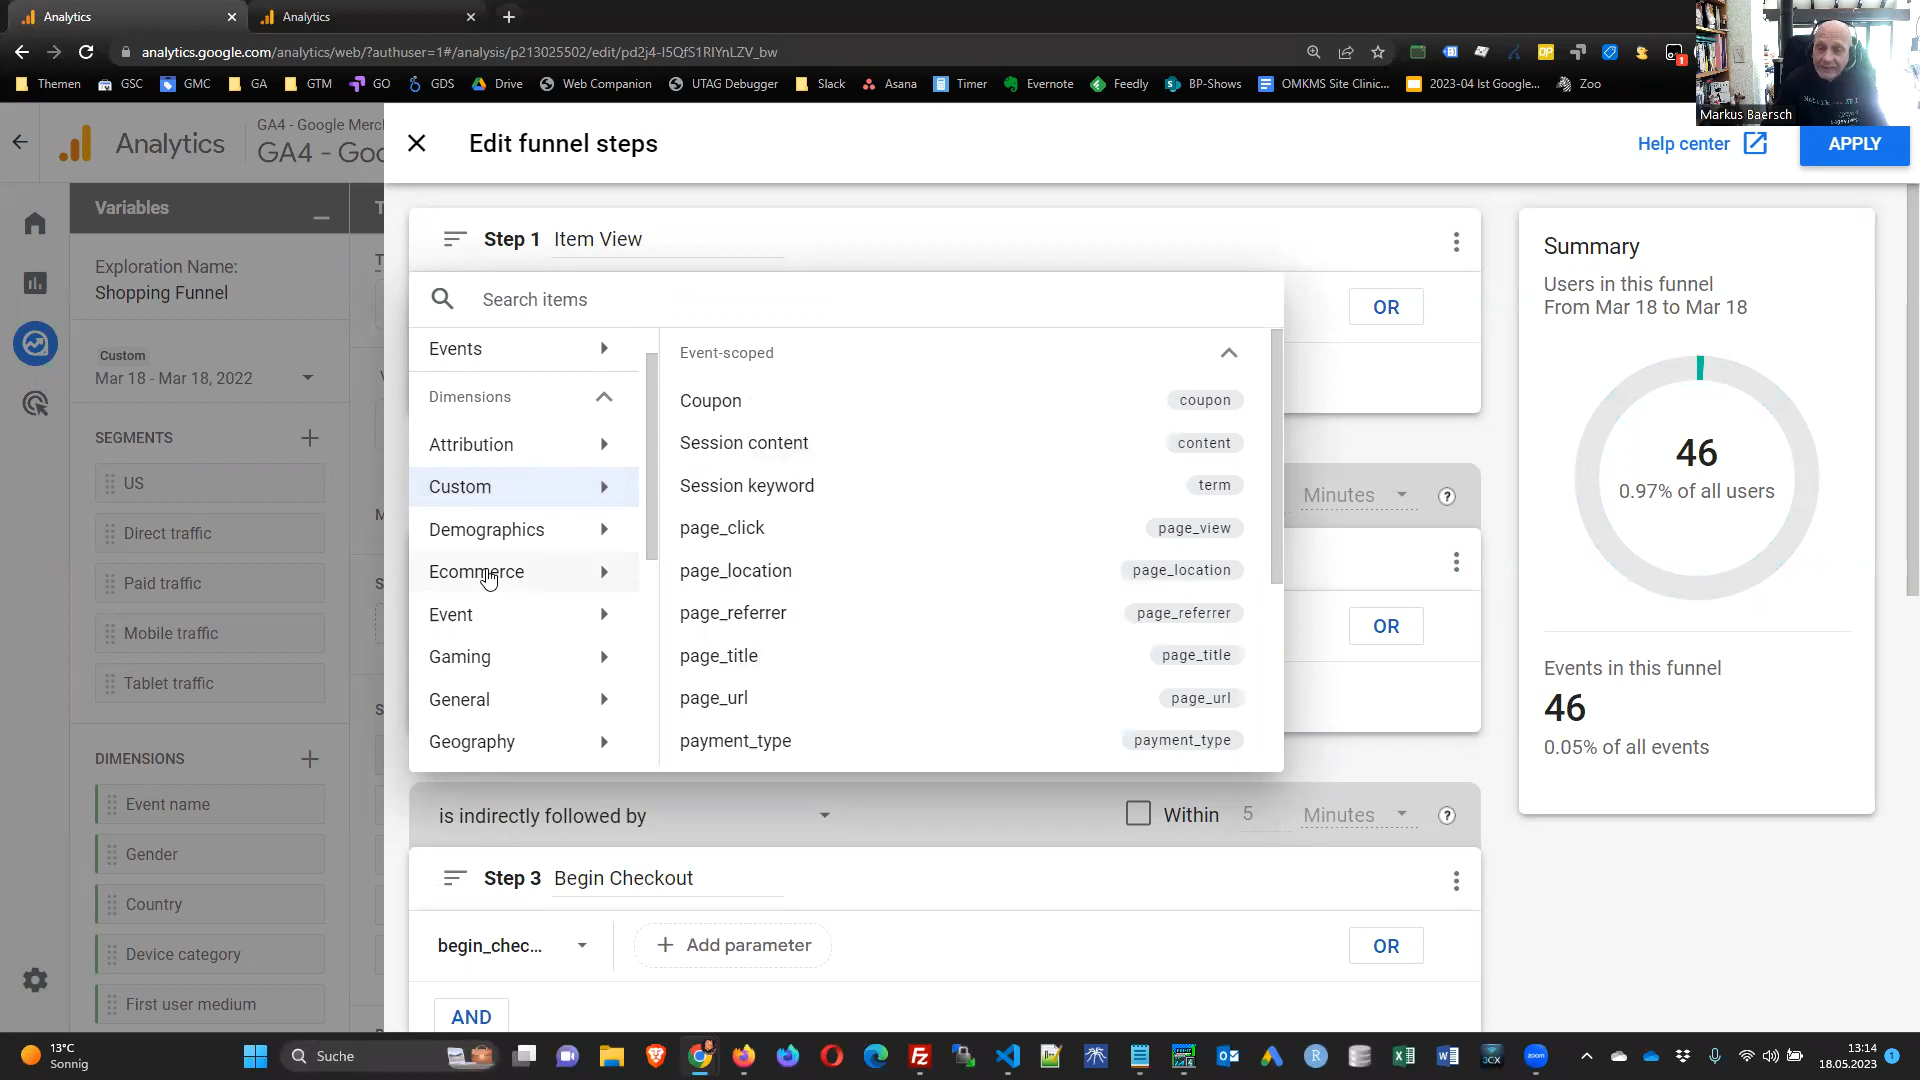 Analytics
Analytics
analytics.google.com/analytics/web/?authuser=1#/analysis/p213025502/edit/pd2j4-I5QfS1RlYnLZV_bw
1
Themen
GSC
GMC
GA
GTM
GO
GDS
Drive
Web Companion
UTAG Debugger
Slack
Asana
Timer
Evernote
Feedly
BP-Shows
OMKMS Site Clinic...
2023-04 Ist Google...
Zoo
Markus Baersch
Analytics
GA4 - Google Merch
GA4 - Goo
Edit funnel steps
Help center
APPLY
Variables
T
Exploration Name:
Shopping Funnel
Custom
Mar 18 - Mar 18, 2022
SEGMENTS
US
Direct traffic
Paid traffic
Mobile traffic
Tablet traffic
DIMENSIONS
Event name
Gender
Country
Device category
First user medium
Step 1 Item View
OR
Search items
Events
Dimensions
Attribution
Custom
Demographics
Ecommerce
Event
Gaming
General
Geography
Event-scoped
Coupon coupon
Session content content
Session keyword term
page_click page_view
page_location page_location
page_referrer page_referrer
page_title page_title
page_url page_url
payment_type payment_type
Minutes ?
OR
is indirectly followed by
Within 5 Minutes ?
Step 3 Begin Checkout
begin_chec...
Add parameter
OR
AND
Summary
Users in this funnel
From Mar 18 to Mar 18
46
0.97% of all users
Events in this funnel
46
0.05% of all events
13°C
Sonnig
Suche
R
3CX
zoom
13:14
18.05.2023
1